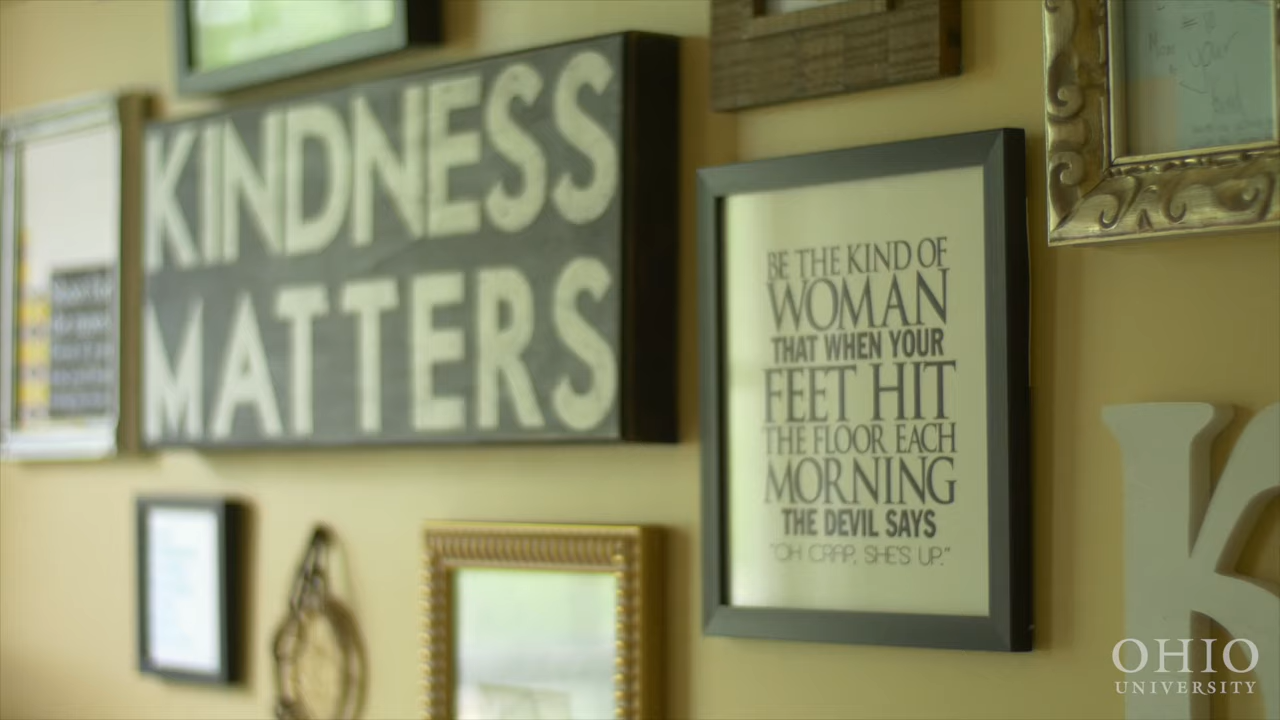 KINDNESS
MATTERS
BE THE KIND OF
WOMAN
THAT WHEN YOUR
FEET HIT
THE FLOOR EACH
MORNING
THE DEVIL SAYS
"OH CRAP, SHE'S UP."
K
OHIO
UNIVERSITY